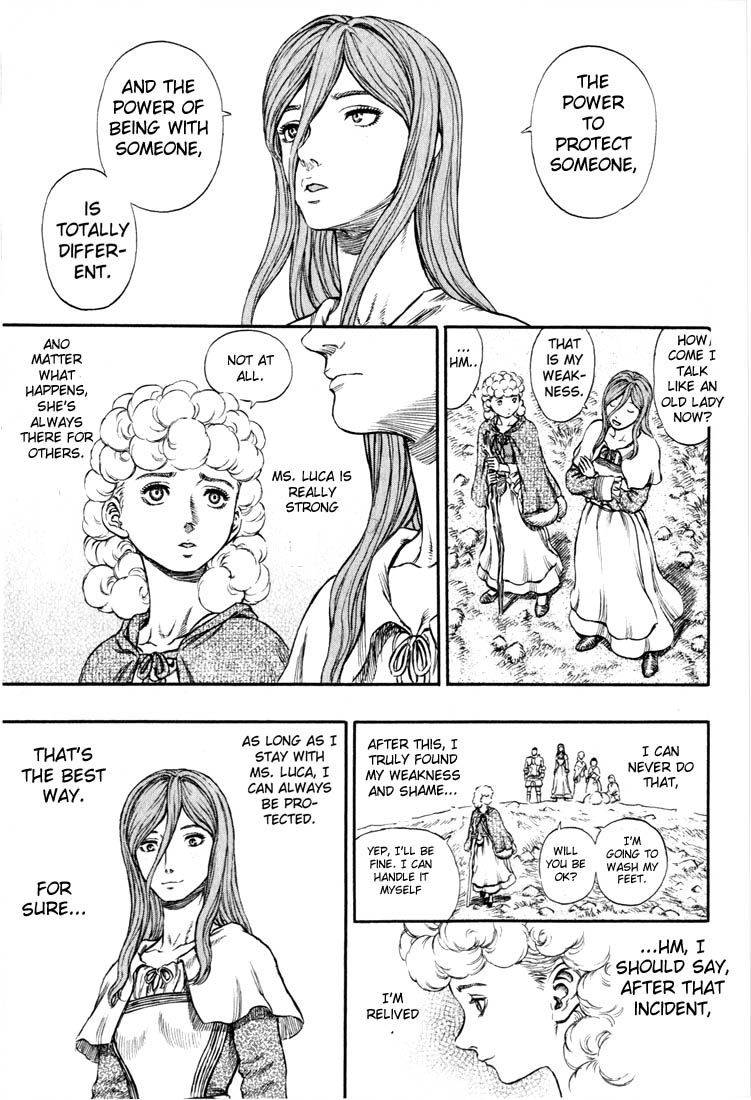 THE
POWER
TO
PROTECT
SOMEONE,
AND THE
POWER OF
BEING WITH
SOMEONE,
IS
TOTALLY
DIFFER-
ENT.
HOW
COME I
TALK
LIKE AN
OLD LADY
NOW?
THAT
IS MY
WEAK-
NESS.
...
HM..
NOT AT
ALL.
MS. LUCA IS
REALLY
STRONG
ANO
MATTER
WHAT
HAPPENS,
SHE'S
ALWAYS
THERE FOR
OTHERS.
I CAN
NEVER DO
THAT,
AFTER THIS, I
TRULY FOUND
MY WEAKNESS
AND SHAME...
I'M
GOING TO
WASH MY
FEET.
WILL
YOU BE
OK?
YEP, I'LL BE
FINE. I CAN
HANDLE IT
MYSELF
AS LONG AS I
STAY WITH
MS. LUCA, I
CAN ALWAYS
BE PRO-
TECTED.
THAT'S
THE BEST
WAY.
FOR
SURE...
...HM, I
SHOULD SAY,
AFTER THAT
INCIDENT,
I'M
RELIVED
.